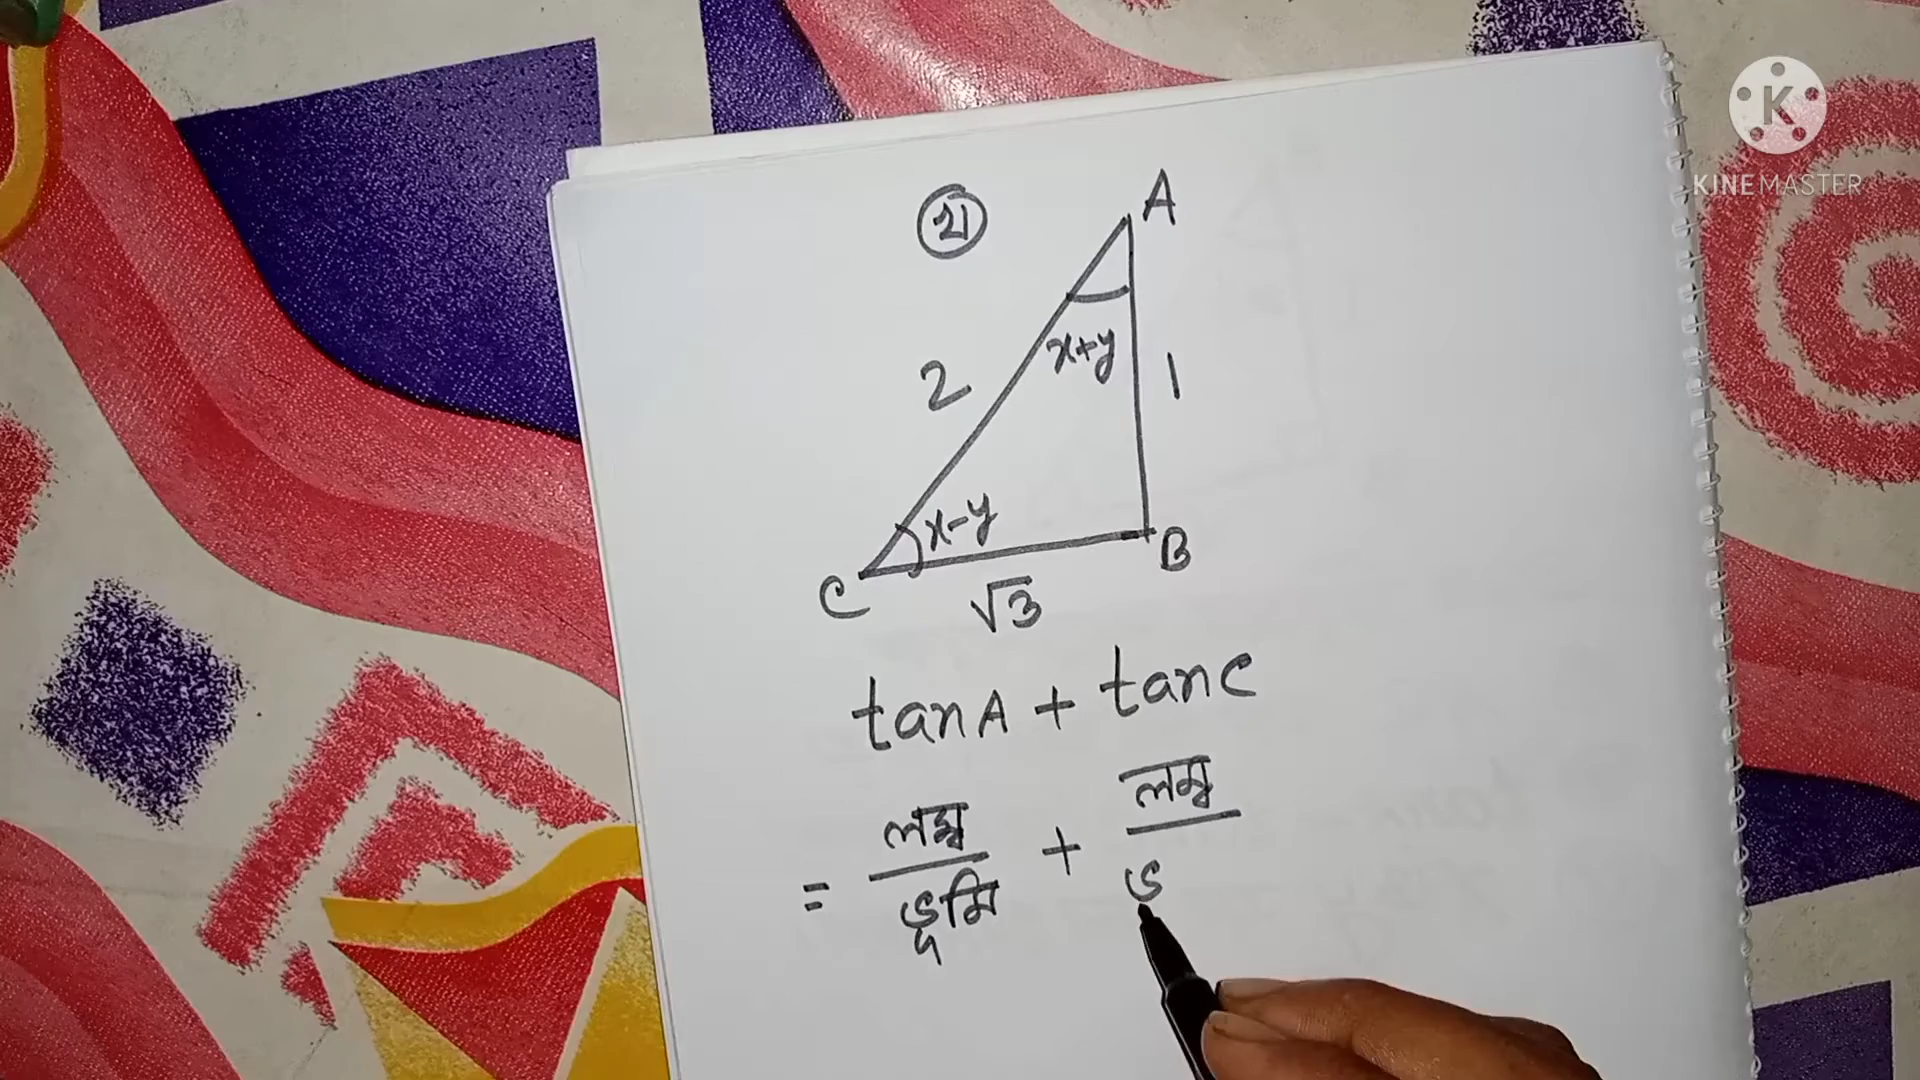 খ
A
x+y
2
1
x-y
C
B
√3
tanA + tanC
= লম্ব/ভূমি + লম্ব/ভ
KINEMASTER